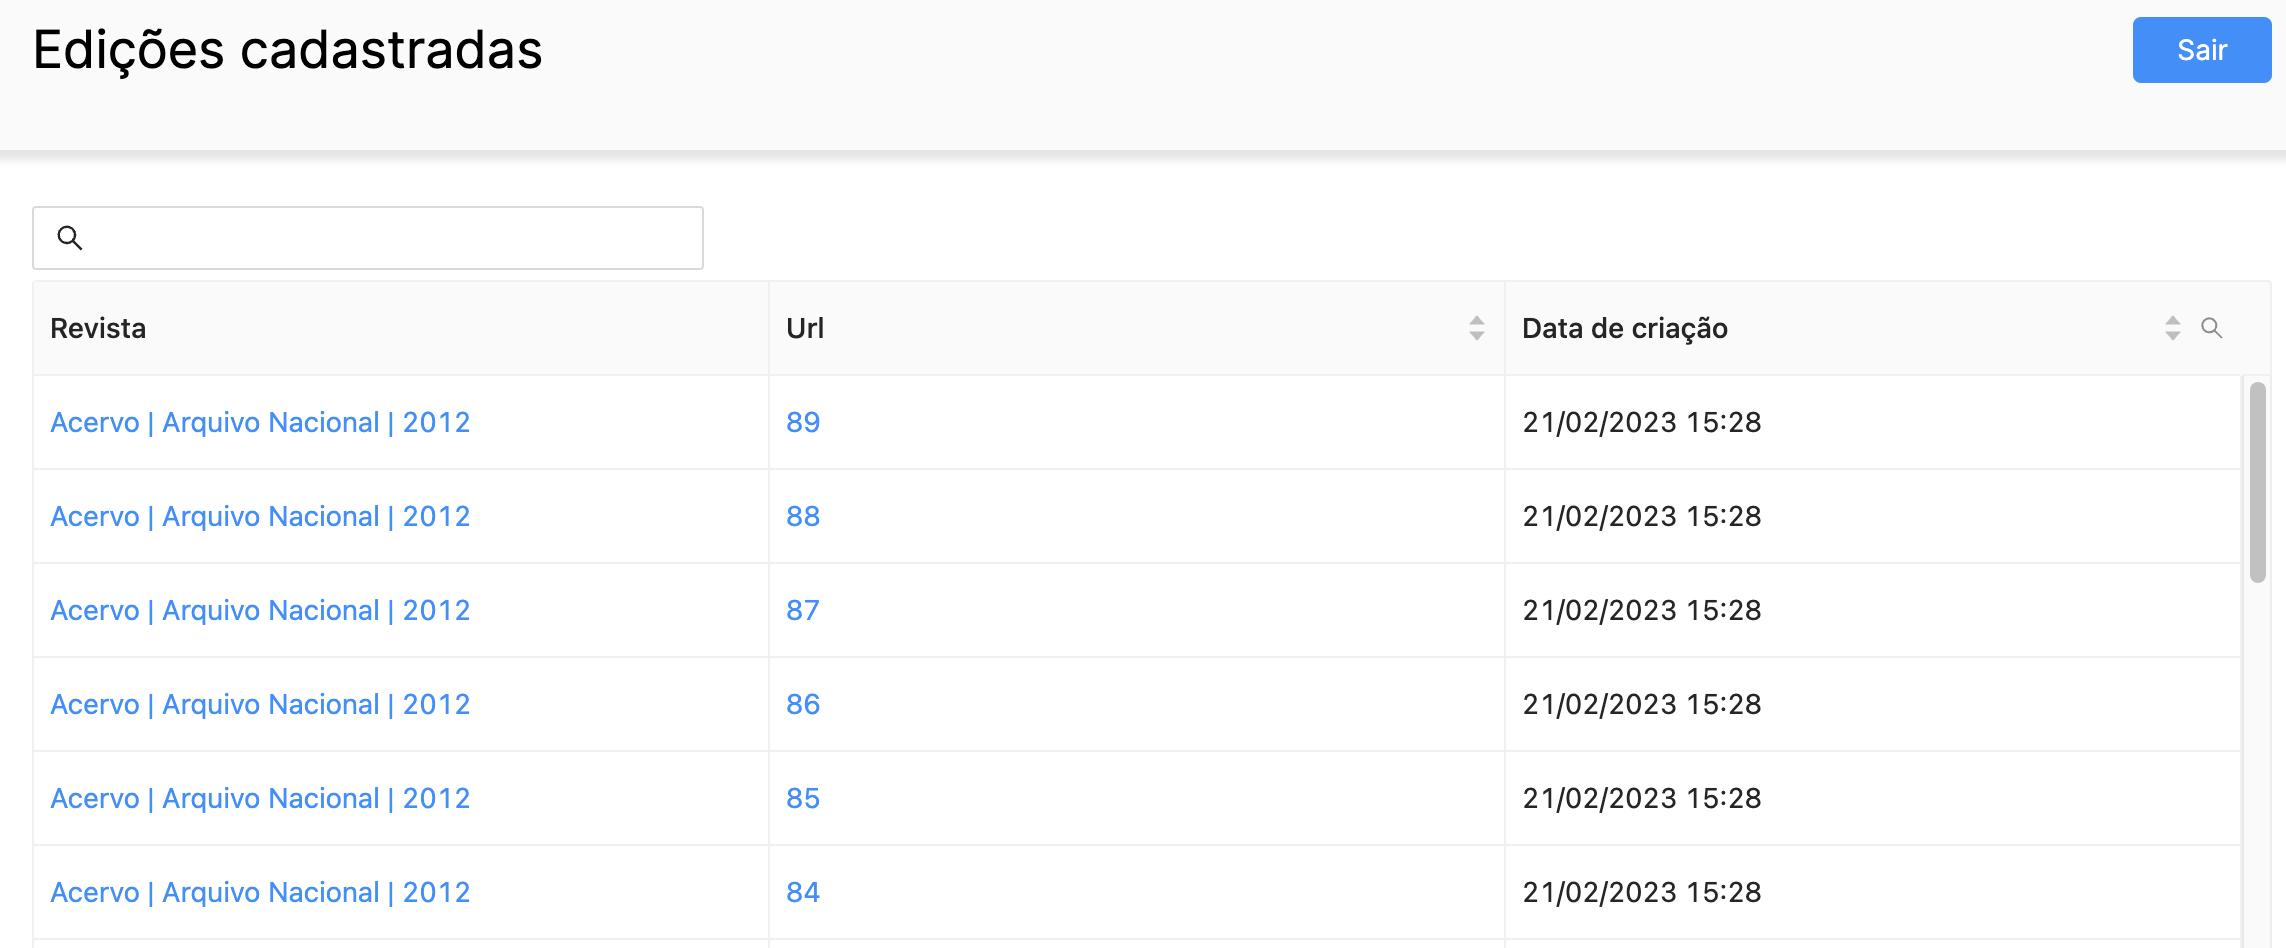 Edições cadastradas
Sair
Revista Url Data de criação
Acervo | Arquivo Nacional | 2012 89 21/02/2023 15:28
Acervo | Arquivo Nacional | 2012 88 21/02/2023 15:28
Acervo | Arquivo Nacional | 2012 87 21/02/2023 15:28
Acervo | Arquivo Nacional | 2012 86 21/02/2023 15:28
Acervo | Arquivo Nacional | 2012 85 21/02/2023 15:28
Acervo | Arquivo Nacional | 2012 84 21/02/2023 15:28